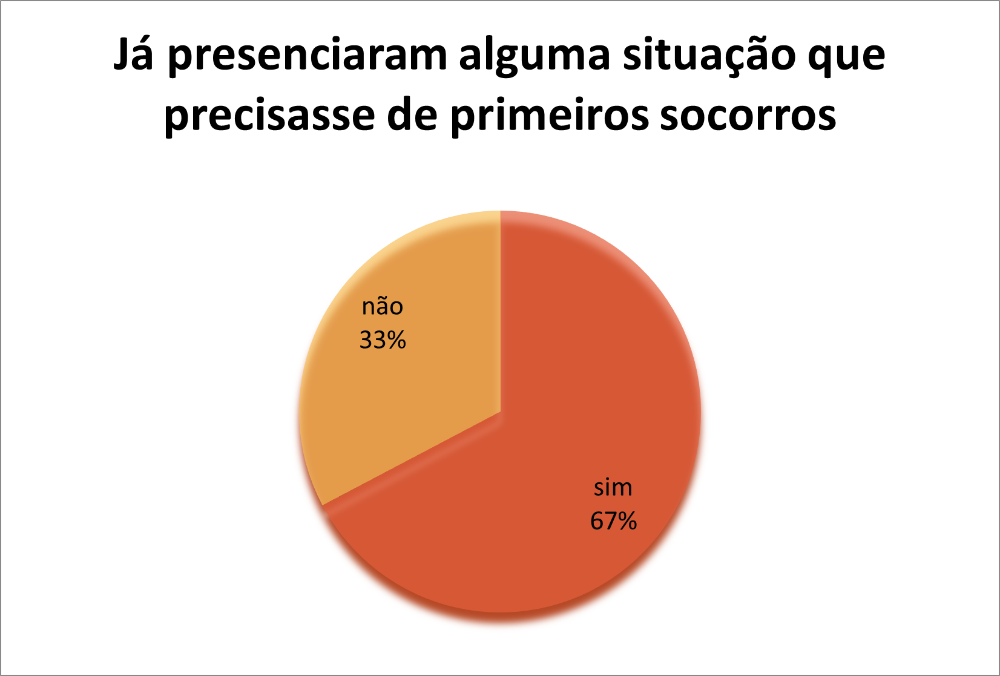 Já presenciaram alguma situação que
precisasse de primeiros socorros
não
33%
sim
67%